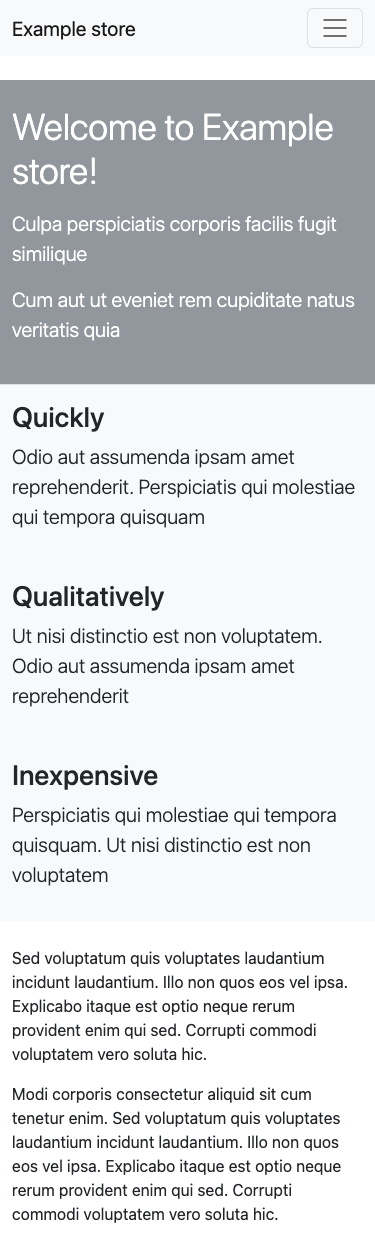 Example store
Welcome to Example
store!
Culpa perspiciatis corporis facilis fugit
similique
Cum aut ut eveniet rem cupiditate natus
veritatis quia
Quickly
Odio aut assumenda ipsam amet
reprehenderit. Perspiciatis qui molestiae
qui tempora quisquam
Qualitatively
Ut nisi distinctio est non voluptatem.
Odio aut assumenda ipsam amet
reprehenderit
Inexpensive
Perspiciatis qui molestiae qui tempora
quisquam. Ut nisi distinctio est non
voluptatem
Sed voluptatum quis voluptates laudantium
incidunt laudantium. Illo non quos eos vel ipsa.
Explicabo itaque est optio neque rerum
provident enim qui sed. Corrupti commodi
voluptatem vero soluta hic.
Modi corporis consectetur aliquid sit cum
tenetur enim. Sed voluptatum quis voluptates
laudantium incidunt laudantium. Illo non quos
eos vel ipsa. Explicabo itaque est optio neque
rerum provident enim qui sed. Corrupti
commodi voluptatem vero soluta hic.